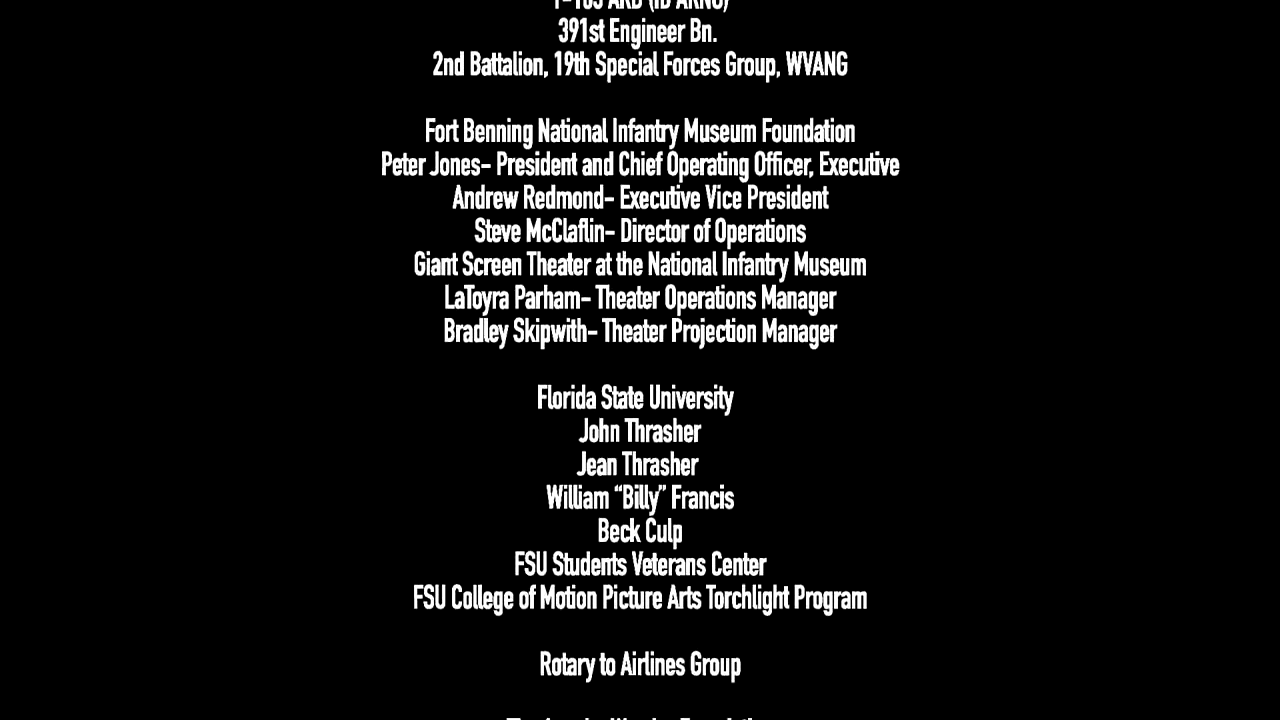 391st Engineer Bn.
2nd Battalion, 19th Special Forces Group, WVANG
Fort Benning National Infantry Museum Foundation
Peter Jones- President and Chief Operating Officer, Executive
Andrew Redmond- Executive Vice President
Steve McClaflin- Director of Operations
Giant Screen Theater at the National Infantry Museum
LaToyra Parham- Theater Operations Manager
Bradley Skipwith- Theater Projection Manager
Florida State University
John Thrasher
Jean Thrasher
William “Billy” Francis
Beck Culp
FSU Students Veterans Center
FSU College of Motion Picture Arts Torchlight Program
Rotary to Airlines Group